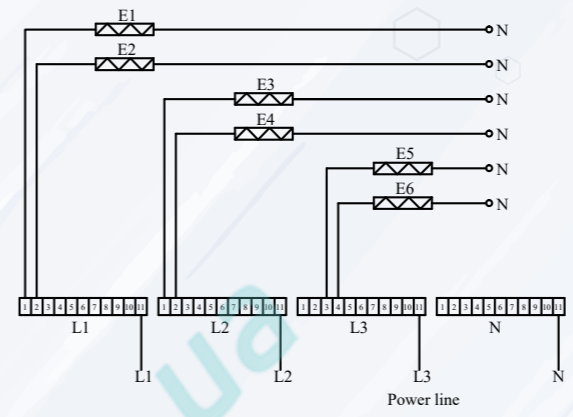 E1 N
E2 N
E3 N
E4 N
E5 N
E6 N
1 2 3 4 5 6 7 8 9 10 11 1 2 3 4 5 6 7 8 9 10 11 1 2 3 4 5 6 7 8 9 10 11 1 2 3 4 5 6 7 8 9 10 11
L1 L2 L3 N
L1 L2 L3 N
Power line
ua